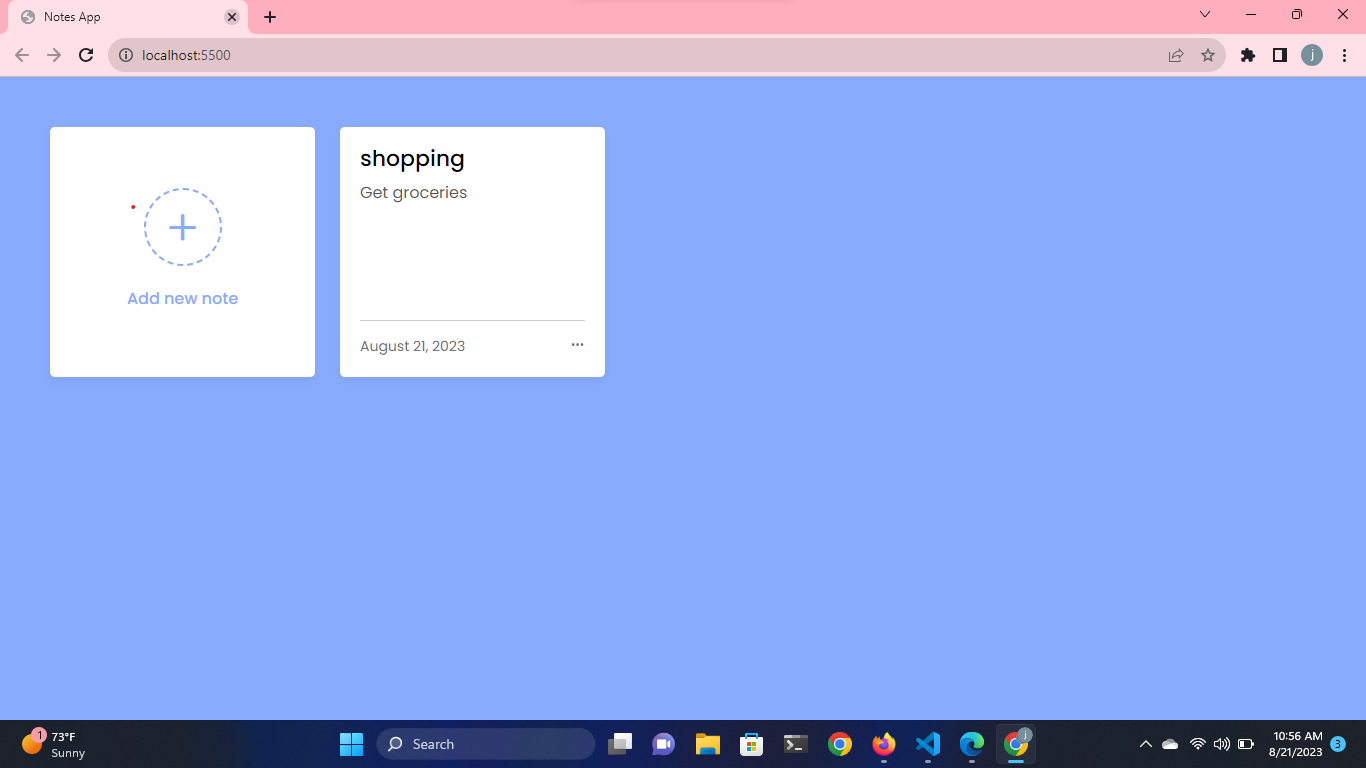 Notes App
localhost:5500
j
shopping
Get groceries
Add new note
August 21, 2023
1
73°F
Sunny
Search
j
10:56 AM
8/21/2023
3